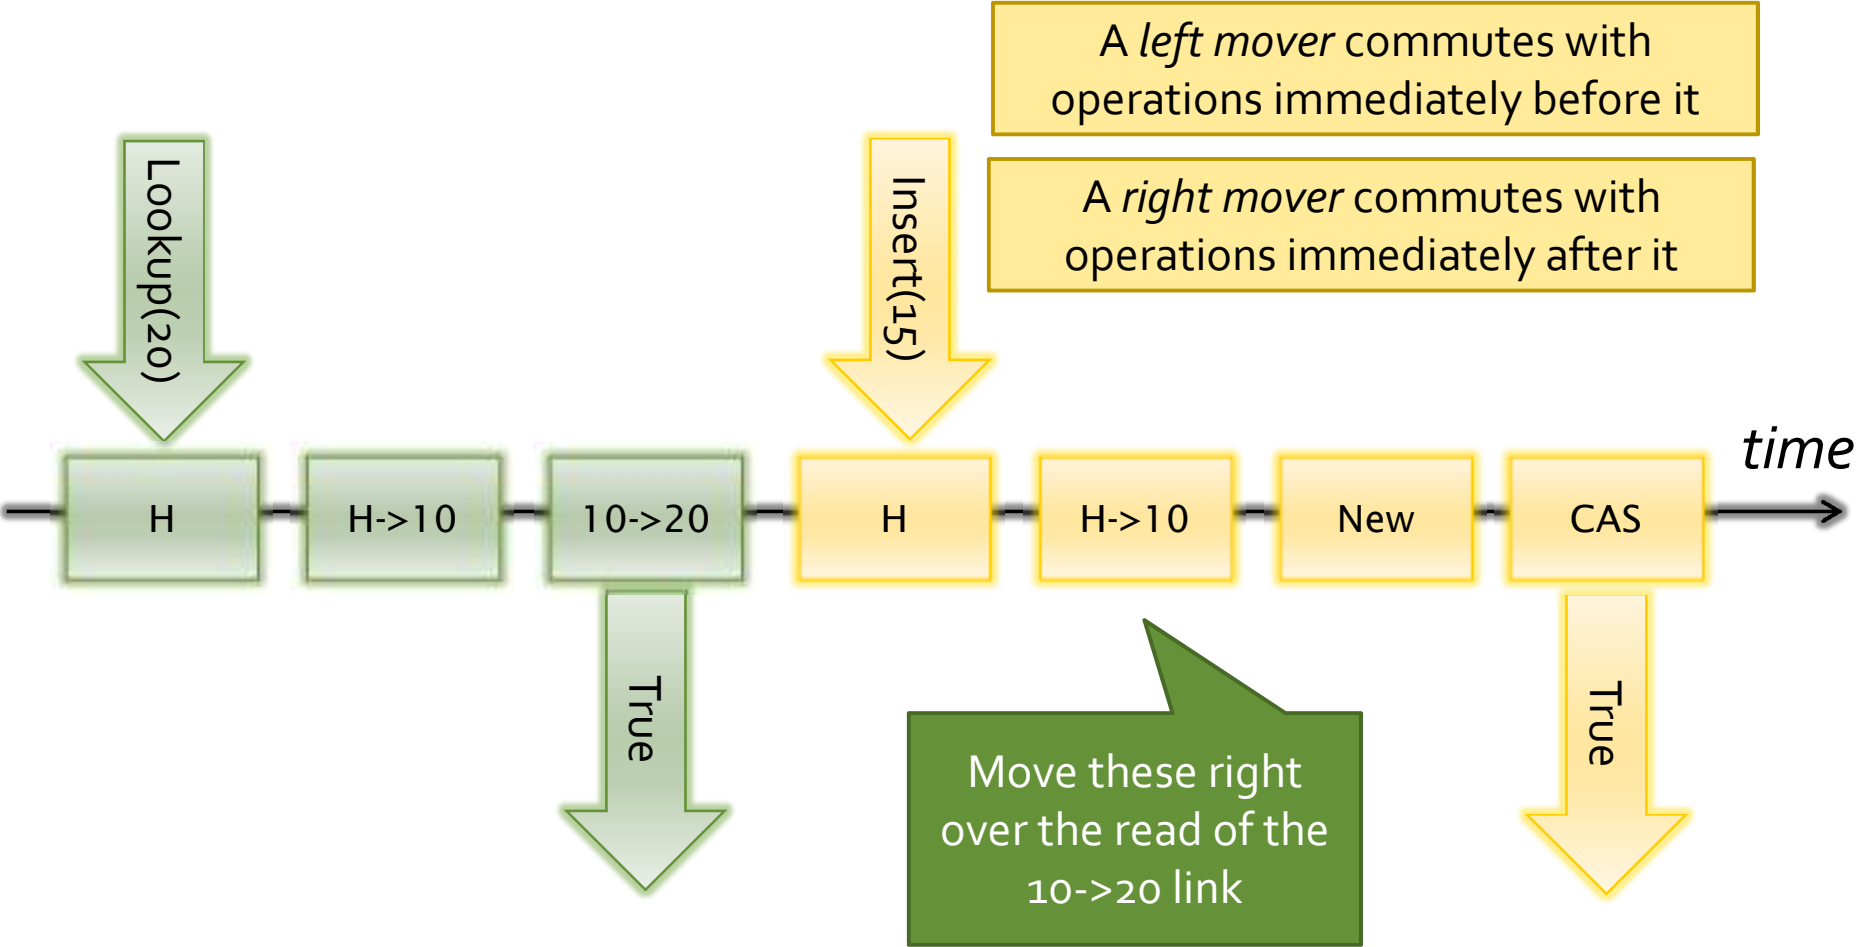 A left mover commutes with
operations immediately before it
A right mover commutes with
operations immediately after it
Lookup(20)
Insert(15)
time
H
H->10
10->20
H
H->10
New
CAS
True
True
Move these right
over the read of the
10->20 link